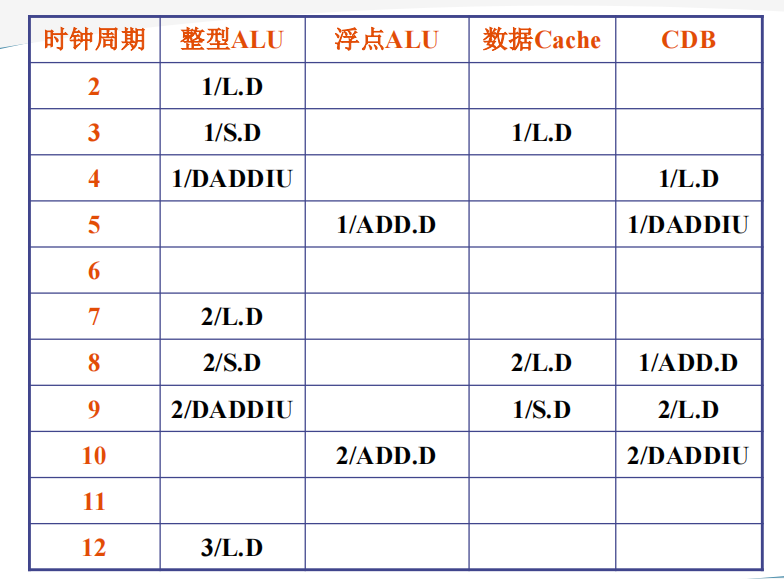 时钟周期 整型ALU 浮点ALU 数据Cache CDB
2 1/L.D
3 1/S.D 1/L.D
4 1/DADDIU 1/L.D
5 1/ADD.D 1/DADDIU
6
7 2/L.D
8 2/S.D 2/L.D 1/ADD.D
9 2/DADDIU 1/S.D 2/L.D
10 2/ADD.D 2/DADDIU
11
12 3/L.D